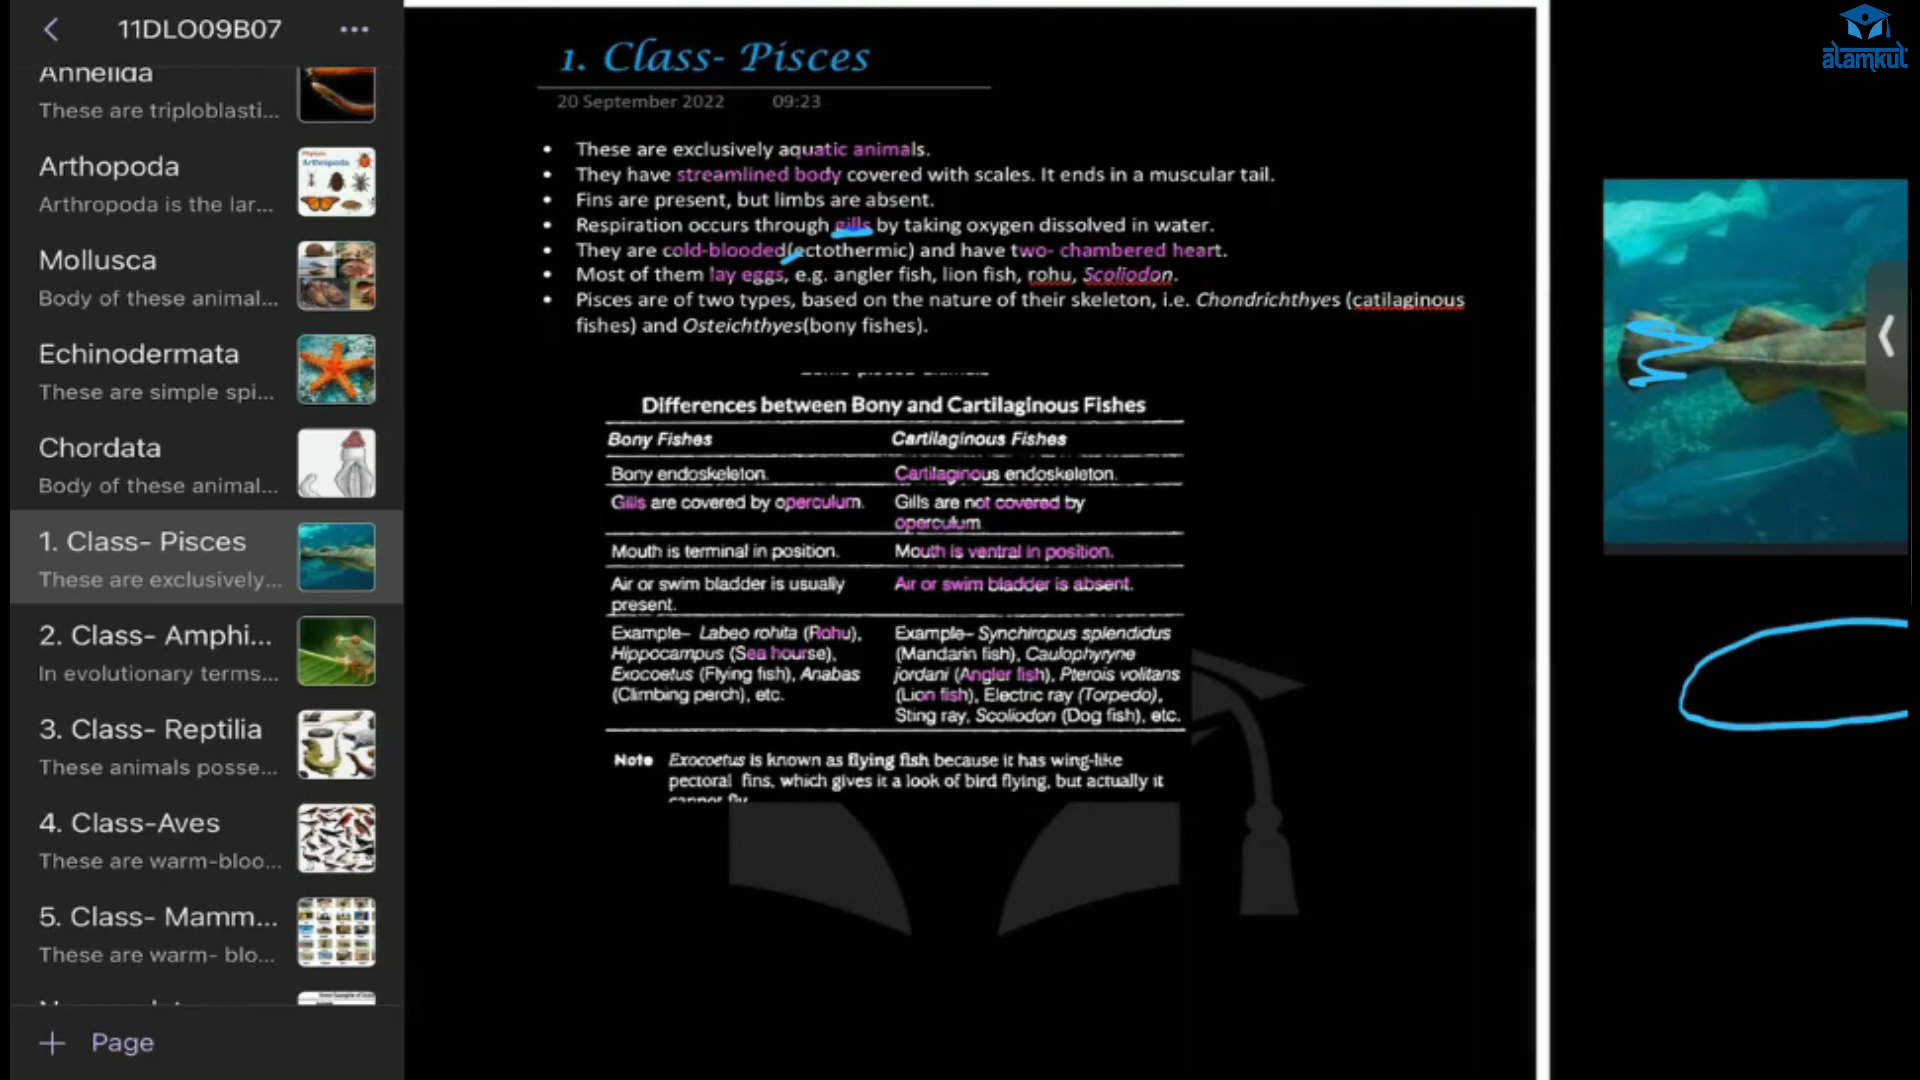 11DLO09B07
Annelida
These are triploblasti...
Arthopoda
Arthropoda is the lar...
Mollusca
Body of these animal...
Echinodermata
These are simple spi...
Chordata
Body of these animal...
1. Class- Pisces
These are exclusively...
2. Class- Amphi...
In evolutionary terms...
3. Class- Reptilia
These animals posse...
4. Class-Aves
These are warm-bloo...
5. Class- Mamm...
These are warm- blo...
+ Page
1. Class- Pisces
20 September 2022 09:23
• These are exclusively aquatic animals.
• They have streamlined body covered with scales. It ends in a muscular tail.
• Fins are present, but limbs are absent.
• Respiration occurs through gills by taking oxygen dissolved in water.
• They are cold-blooded(ectothermic) and have two- chambered heart.
• Most of them lay eggs, e.g. angler fish, lion fish, rohu, Scoliodon.
• Pisces are of two types, based on the nature of their skeleton, i.e. Chondrichthyes (catilaginous
fishes) and Osteichthyes(bony fishes).
Differences between Bony and Cartilaginous Fishes
Bony Fishes Cartilaginous Fishes
Bony endoskeleton. Cartilaginous endoskeleton.
Gills are covered by operculum. Gills are not covered by
operculum
Mouth is terminal in position. Mouth is ventral in position.
Air or swim bladder is usually Air or swim bladder is absent.
present.
Example– Labeo rohita (Rohu), Example– Synchiropus splendidus
Hippocampus (Sea hourse), (Mandarin fish), Caulophyryne
Exocoetus (Flying fish), Anabas jordani (Angler fish), Pterois volitans
(Climbing perch), etc. (Lion fish), Electric ray (Torpedo),
Sting ray, Scoliodon (Dog fish), etc.
Note Exocoetus is known as flying fish because it has wing-like
pectoral fins, which gives it a look of bird flying, but actually it
cannot fly
alamkut